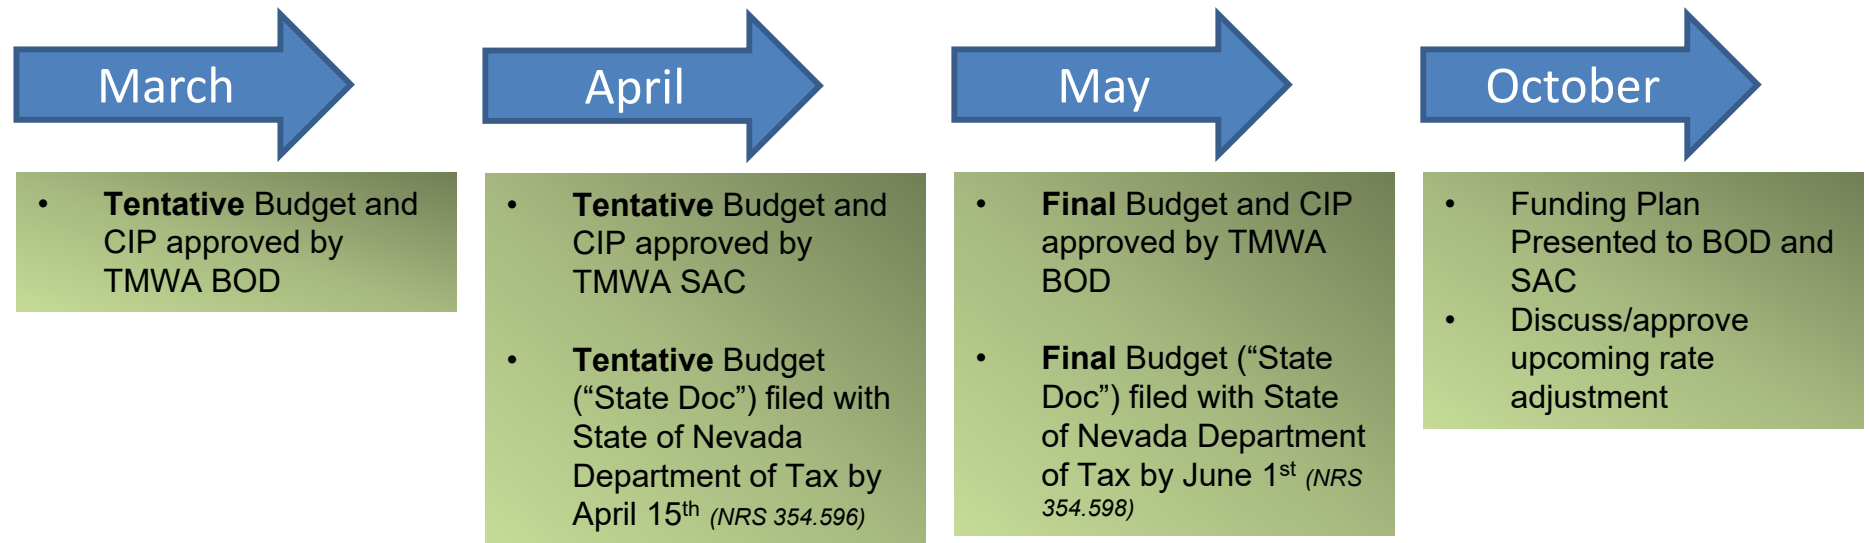 March
• Tentative Budget and
CIP approved by
TMWA BOD
April
• Tentative Budget and
CIP approved by
TMWA SAC
• Tentative Budget
(“State Doc”) filed with
State of Nevada
Department of Tax by
April 15th (NRS 354.596)
May
• Final Budget and CIP
approved by TMWA
BOD
• Final Budget (“State
Doc”) filed with State
of Nevada Department
of Tax by June 1st (NRS
354.598)
October
• Funding Plan
Presented to BOD and
SAC
• Discuss/approve
upcoming rate
adjustment